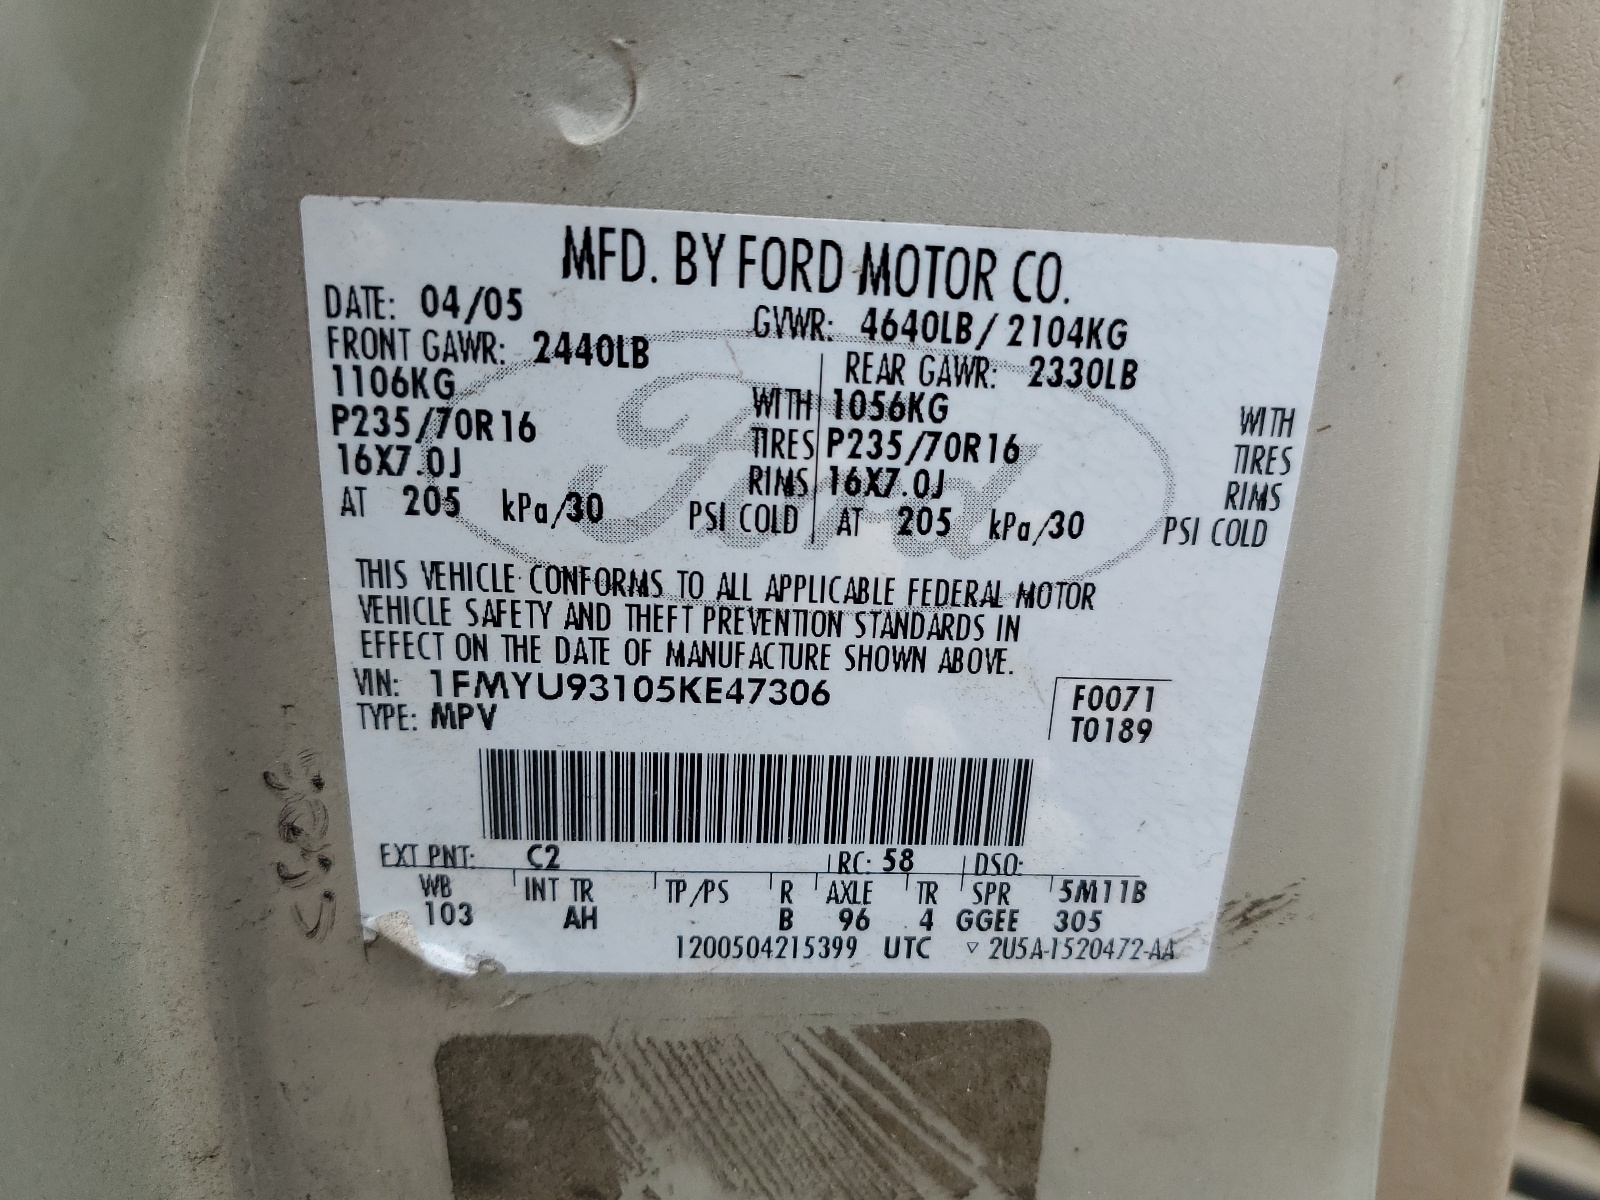 MFD. BY FORD MOTOR CO.
DATE: 04/05 GVWR: 4640LB/ 2104KG
FRONT GAWR: 2440LB REAR GAWR: 2330LB
1106KG WITH 1056KG WITH
P235/70R16 TIRES P235/70R16 TIRES
16X7.0J RIMS 16X7.0J RIMS
AT 205 kPa/30 PSI COLD AT 205 kPa/30 PSI COLD
Ford
THIS VEHICLE CONFORMS TO ALL APPLICABLE FEDERAL MOTOR
VEHICLE SAFETY AND THEFT PREVENTION STANDARDS IN
EFFECT ON THE DATE OF MANUFACTURE SHOWN ABOVE.
VIN: 1FMYU93105KE47306 F0071
TYPE: MPV T0189
EXT PNT: C2 RC: 58 DSO:
WB INT TR TP/PS R AXLE TR SPR 5M11B
103 AH B 96 4 GGEE 305
1200504215399 UTC ▽ 2U5A-1520472-AA